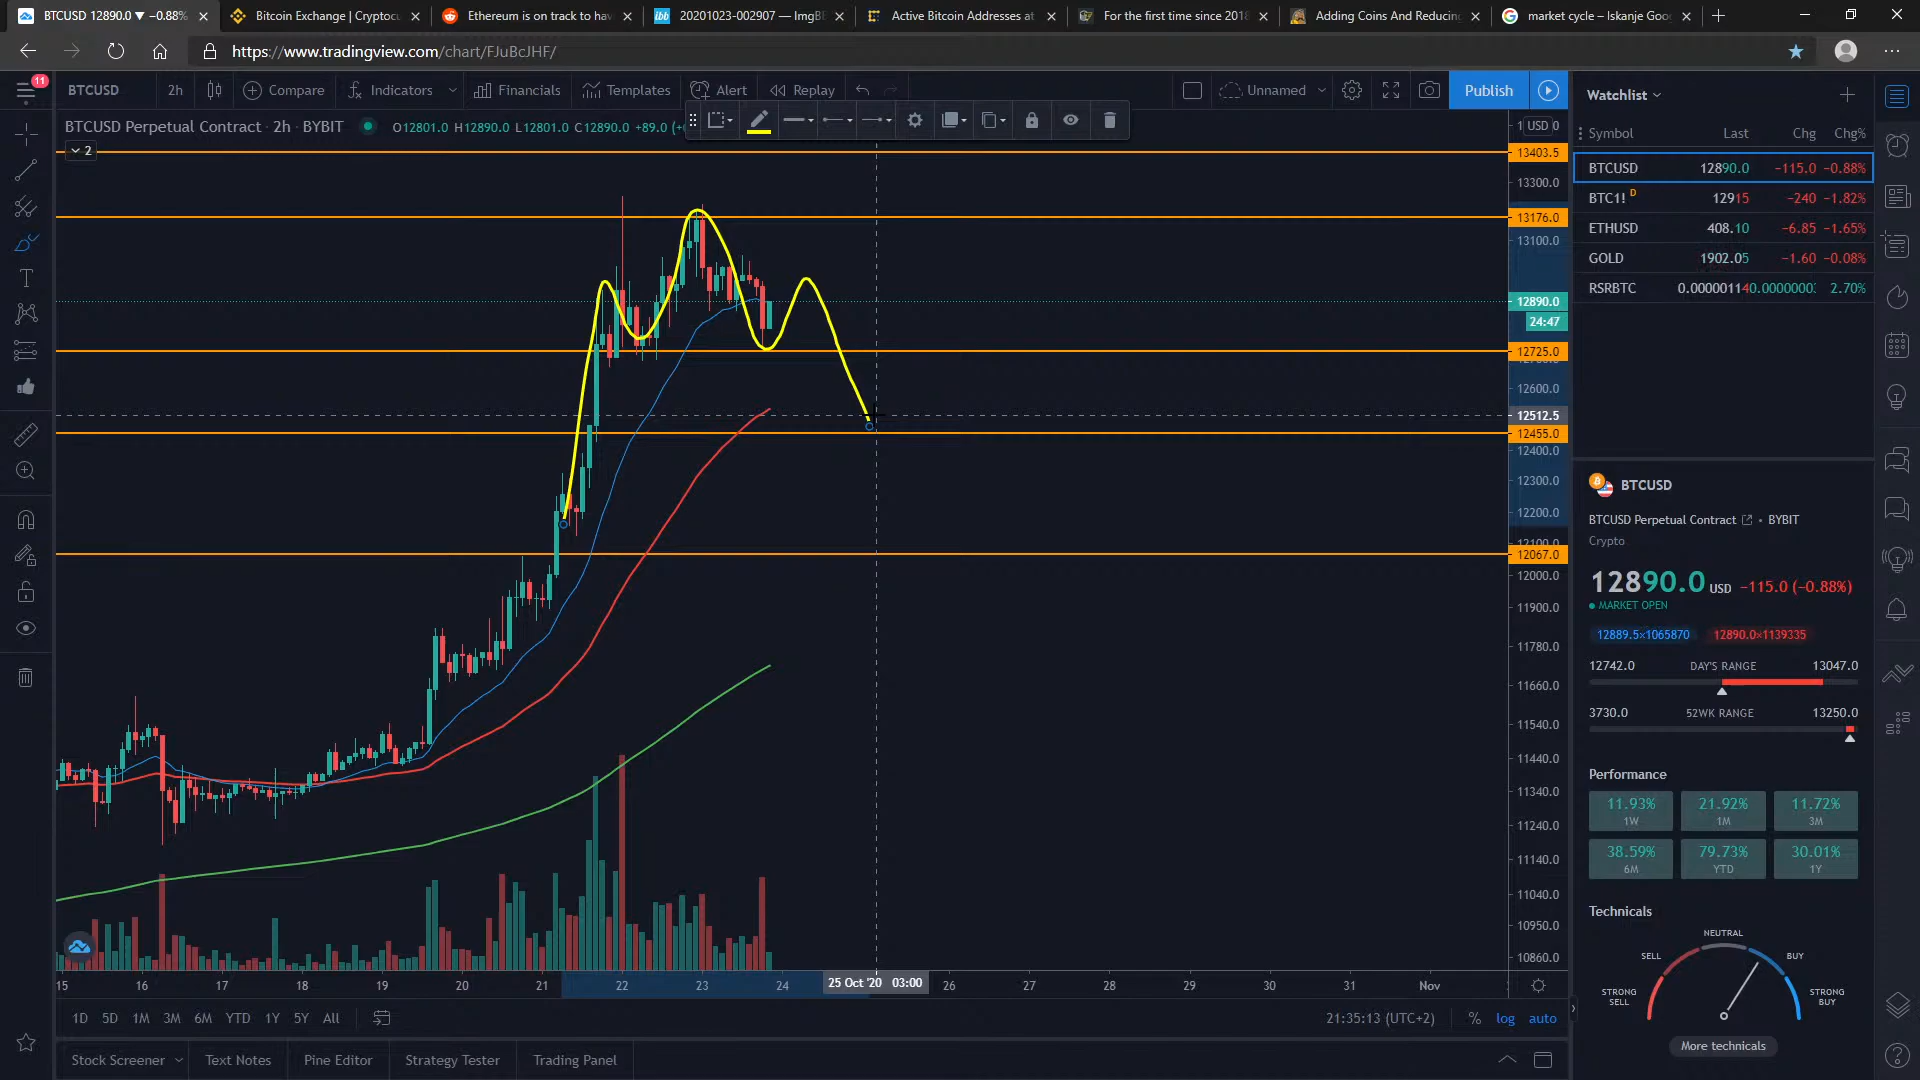 BTCUSD 12890.0 ▼ −0.88%
Bitcoin Exchange | Cryptocu
Ethereum is on track to hav
20201023-002907 — ImgB
Active Bitcoin Addresses at
For the first time since 2018
Adding Coins And Reducing
market cycle – Iskanje Goo
https://www.tradingview.com/chart/FJuBcJHF/
11
BTCUSD
2h
Compare
Indicators
Financials
Templates
Alert
Replay
Unnamed
Publish
BTCUSD Perpetual Contract · 2h · BYBIT
O12801.0 H12890.0 L12801.0 C12890.0 +89.0
2
USD
13403.5
13300.0
13176.0
13100.0
12890.0
24:47
12725.0
12600.0
12512.5
12455.0
12400.0
12300.0
12200.0
12100.0
12067.0
12000.0
11900.0
11780.0
11660.0
11540.0
11440.0
11340.0
11240.0
11140.0
11040.0
10950.0
10860.0
15 16 17 18 19 20 21 22 23 24 25 Oct '20 03:00 26 27 28 29 30 31 Nov
1D 5D 1M 3M 6M YTD 1Y 5Y All
21:35:13 (UTC+2)
% log auto
Stock Screener
Text Notes
Pine Editor
Strategy Tester
Trading Panel
Watchlist
Symbol Last Chg Chg%
BTCUSD 12890.0 −115.0 −0.88%
BTC1! D 12915 −240 −1.82%
ETHUSD 408.10 −6.85 −1.65%
GOLD 1902.05 −1.60 −0.08%
RSRBTC 0.00000114 0.0000000 2.70%
BTCUSD
BTCUSD Perpetual Contract • BYBIT
Crypto
12890.0 USD −115.0 (−0.88%)
MARKET OPEN
12889.5×1065870 12890.0×1139335
12742.0 DAY'S RANGE 13047.0
3730.0 52WK RANGE 13250.0
Performance
11.93% 21.92% 11.72%
1W 1M 3M
38.59% 79.73% 30.01%
6M YTD 1Y
Technicals
NEUTRAL
SELL BUY
STRONG SELL
STRONG BUY
More technicals